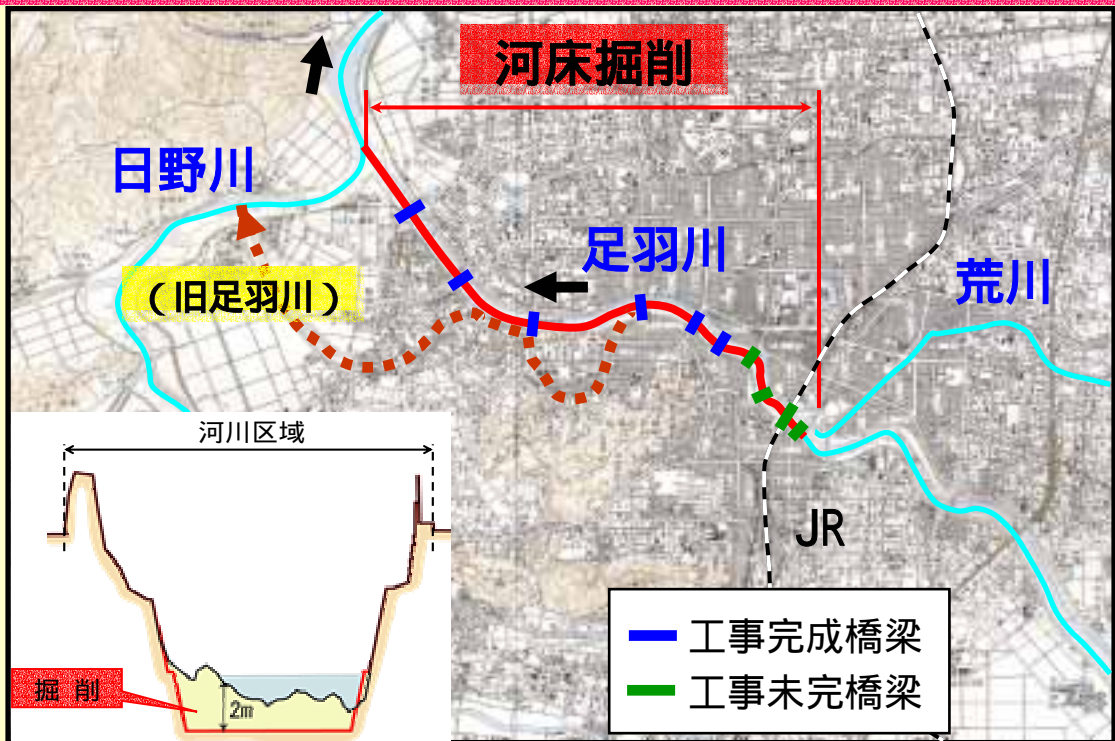 河床掘削
日野川
足羽川
荒川
（旧足羽川）
河川区域
JR
掘 削
2m
工事完成橋梁
工事未完橋梁